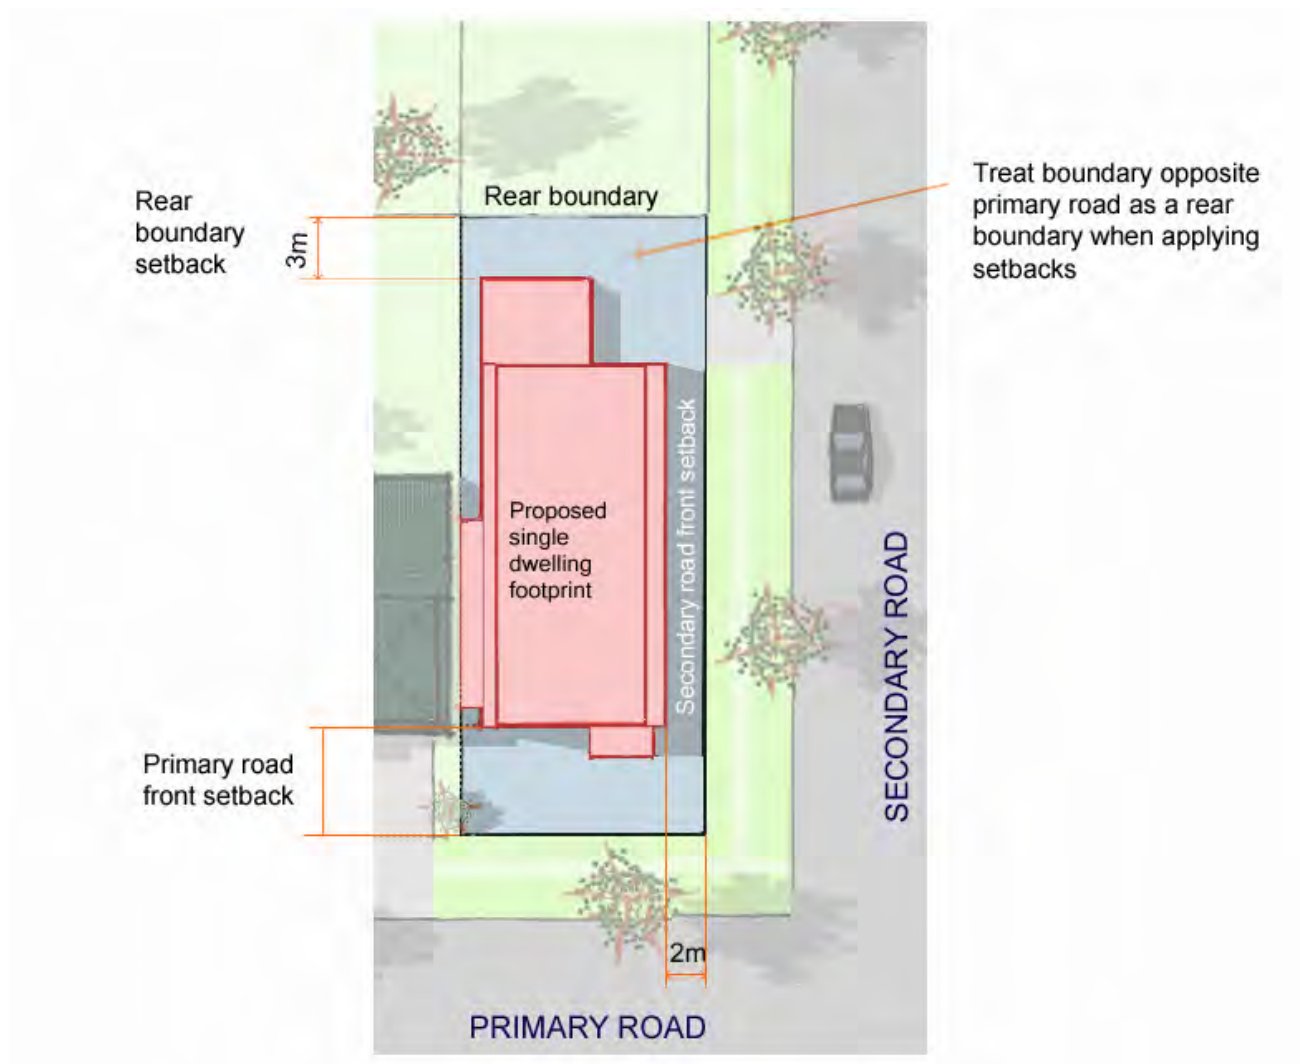 Rear
boundary
setback
3m
Rear boundary
Treat boundary opposite
primary road as a rear
boundary when applying
setbacks
Proposed
single
dwelling
footprint
Secondary road front setback
SECONDARY ROAD
Primary road
front setback
2m
PRIMARY ROAD